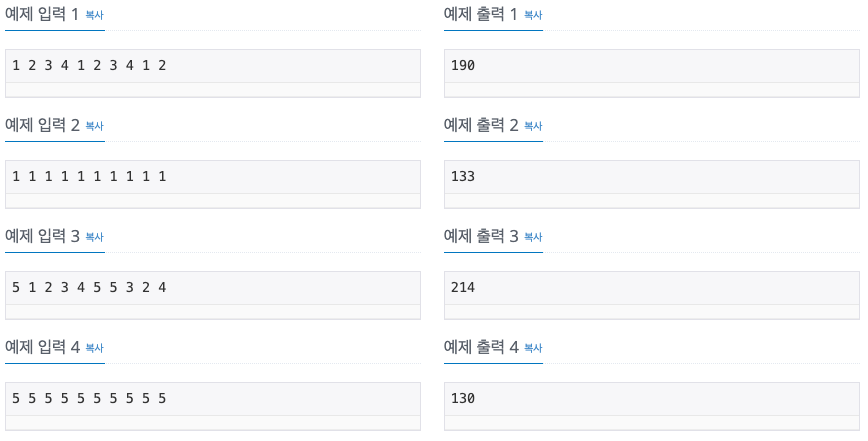 예제 입력 1 복사
1 2 3 4 1 2 3 4 1 2
예제 출력 1 복사
190
예제 입력 2 복사
1 1 1 1 1 1 1 1 1 1
예제 출력 2 복사
133
예제 입력 3 복사
5 1 2 3 4 5 5 3 2 4
예제 출력 3 복사
214
예제 입력 4 복사
5 5 5 5 5 5 5 5 5 5
예제 출력 4 복사
130